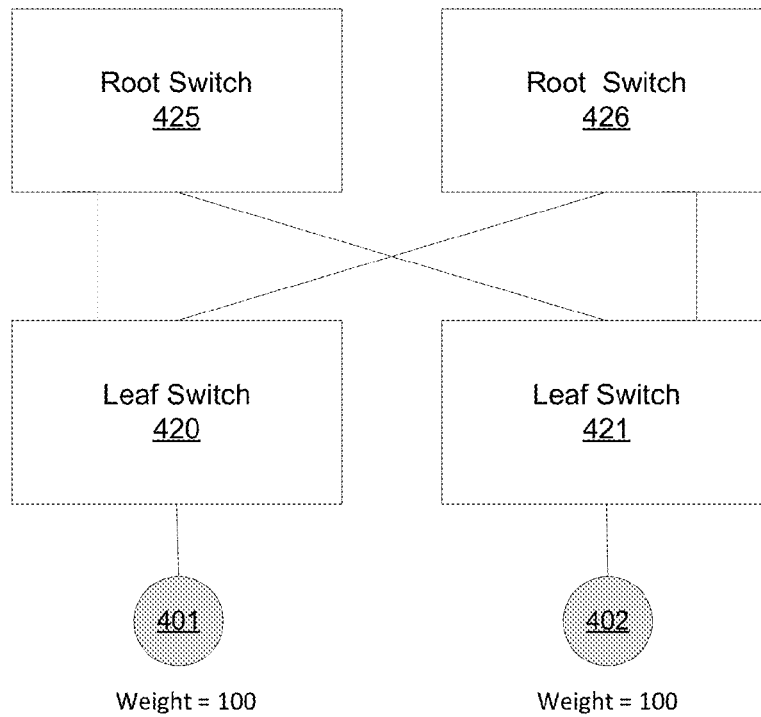 Root Switch
425
Root Switch
426
Leaf Switch
420
Leaf Switch
421
401
402
Weight = 100
Weight = 100